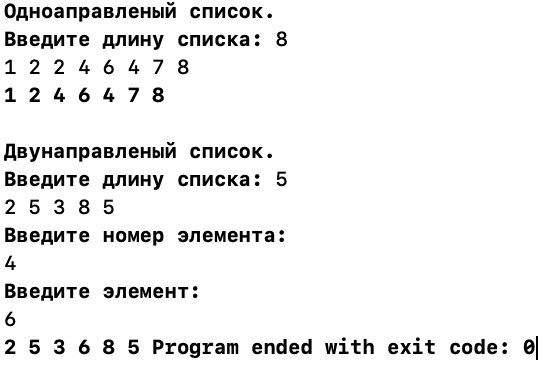 Одноаправленый список.
Введите длину списка: 8
1 2 2 4 6 4 7 8
1 2 4 6 4 7 8
Двунаправленый список.
Введите длину списка: 5
2 5 3 8 5
Введите номер элемента:
4
Введите элемент:
6
2 5 3 6 8 5 Program ended with exit code: 0